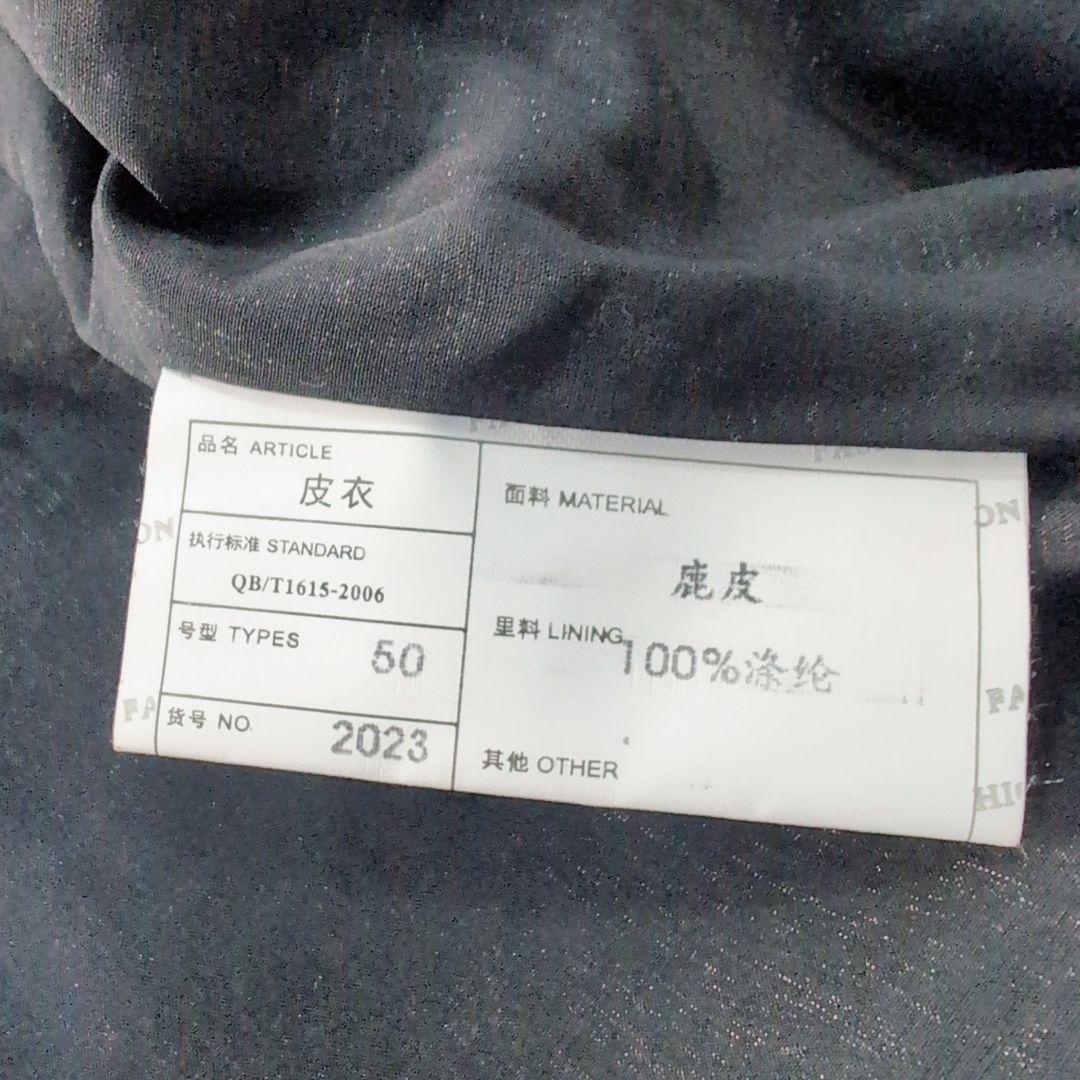 品名 ARTICLE
皮衣
执行标准 STANDARD
QB/T1615-2006
号型 TYPES
50
货号 NO.
2023
面料 MATERIAL
鹿皮
里料 LINING
100%涤纶
其他 OTHER